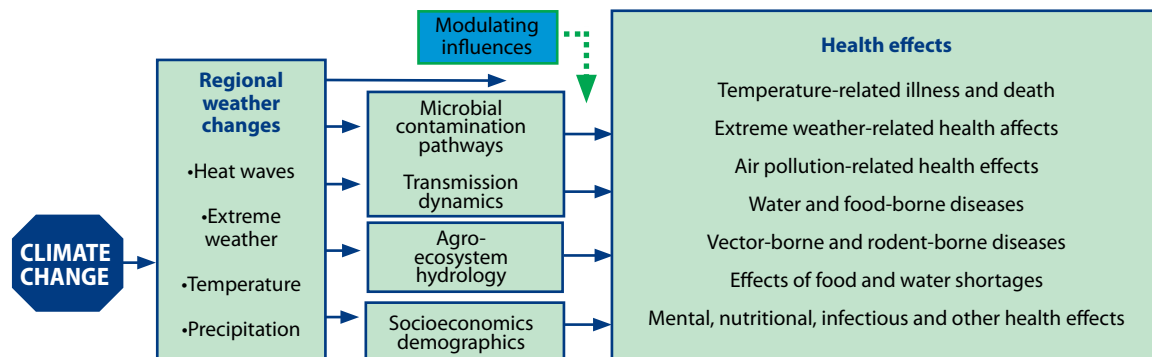 CLIMATE
CHANGE
Regional
weather
changes
•Heat waves
•Extreme
weather
•Temperature
•Precipitation
Modulating
influences
Microbial
contamination
pathways
Transmission
dynamics
Agro-
ecosystem
hydrology
Socioeconomics
demographics
Health effects
Temperature-related illness and death
Extreme weather-related health affects
Air pollution-related health effects
Water and food-borne diseases
Vector-borne and rodent-borne diseases
Effects of food and water shortages
Mental, nutritional, infectious and other health effects